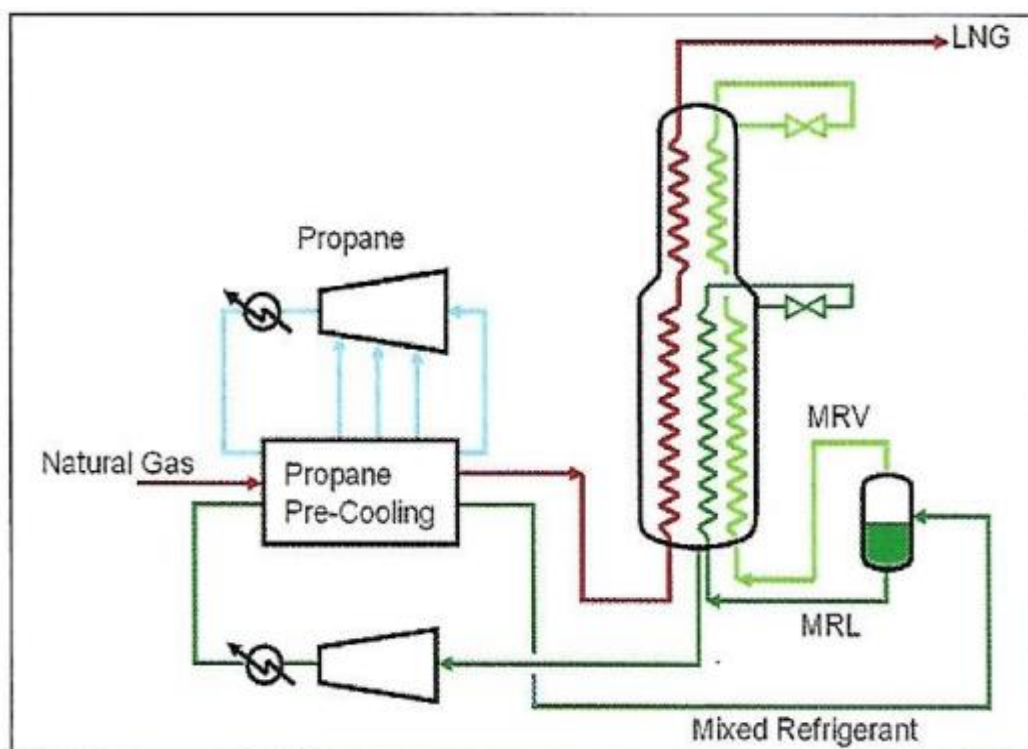 LNG
Propane
MRV
Natural Gas
Propane
Pre-Cooling
MRL
Mixed Refrigerant